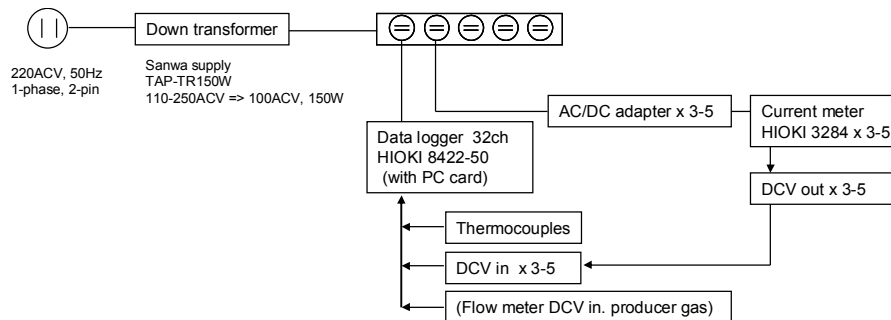 Down transformer
220ACV, 50Hz
1-phase, 2-pin
Sanwa supply
TAP-TR150W
110-250ACV => 100ACV, 150W
AC/DC adapter x 3-5
Current meter
HIOKI 3284 x 3-5
Data logger  32ch
HIOKI 8422-50
(with PC card)
DCV out x 3-5
Thermocouples
DCV in  x 3-5
(Flow meter DCV in. producer gas)